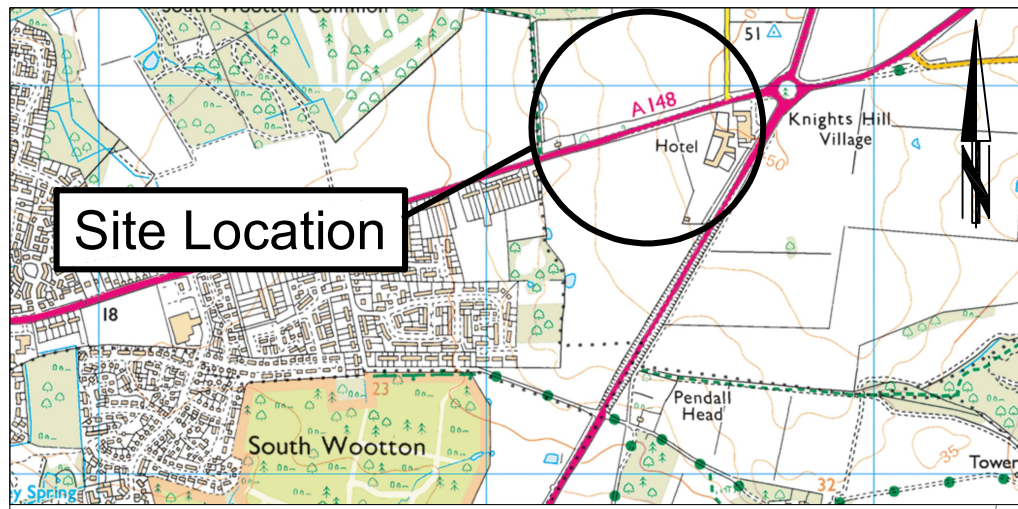 South Wootton Common
51
A 148
Knights Hill
Village
Hotel
50
N
Site Location
18
23
Pendall
Head
South Wootton
35
Tower
32
y Spring